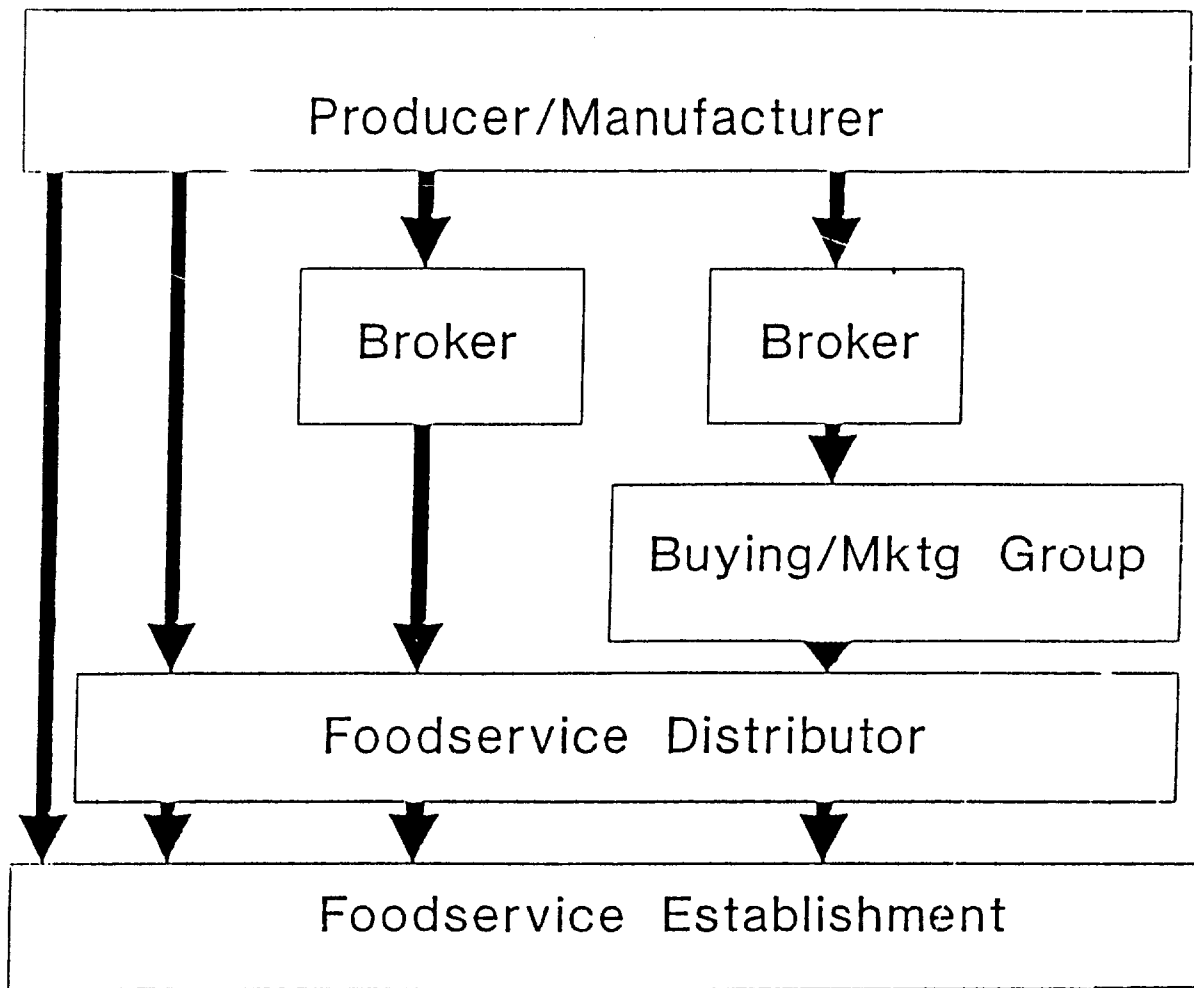 Producer/Manufacturer
Broker
Broker
Buying/Mktg Group
Foodservice Distributor
Foodservice Establishment